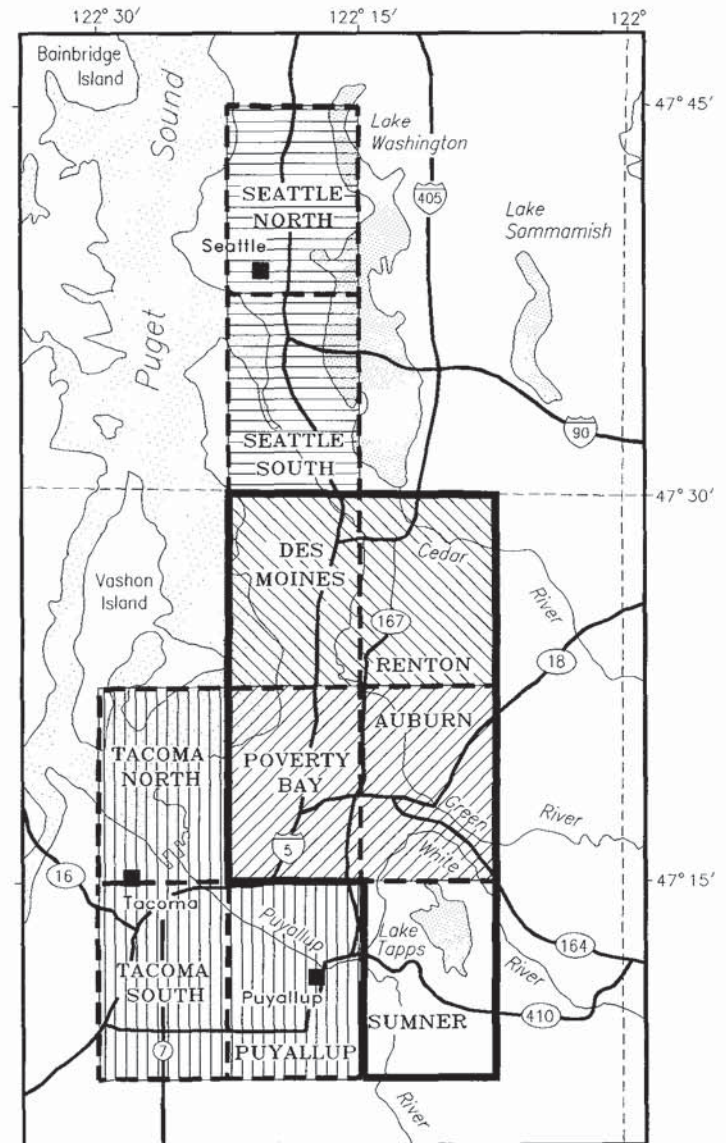 122° 30′
122° 15′
122°
Bainbridge
Island
Sound
Puget
47° 45′
Lake
Washington
405
SEATTLE
NORTH
Seattle
Lake
Sammamish
90
SEATTLE
SOUTH
47° 30′
DES
MOINES
Cedar
River
Vashon
Island
167
18
RENTON
AUBURN
TACOMA
NORTH
POVERTY
BAY
Green
River
5
White
16
47° 15′
Tacoma
Puyallup
Lake
Tapps
164
River
TACOMA
SOUTH
Puyallup
410
SUMNER
7
PUYALLUP
River